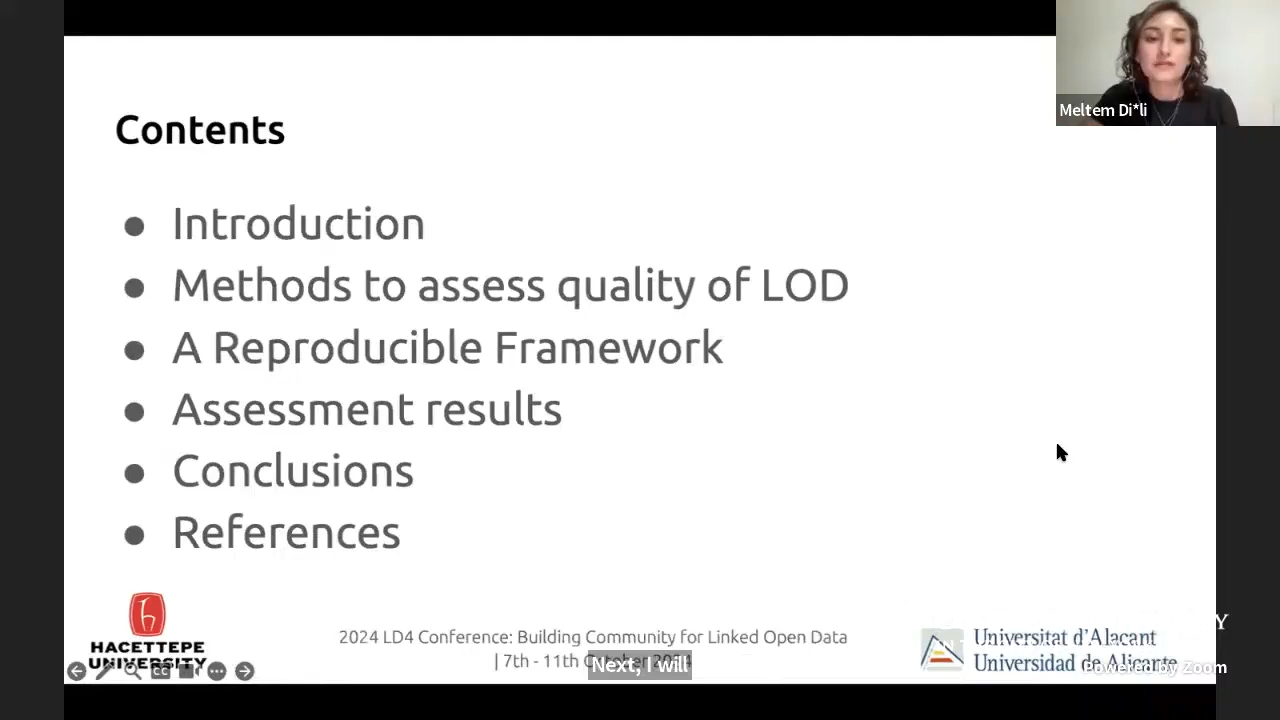 Meltem Di*li
Contents
● Introduction
● Methods to assess quality of LOD
● A Reproducible Framework
● Assessment results
● Conclusions
● References
HACETTEPE
UNIVERSITY
2024 LD4 Conference: Building Community for Linked Open Data
| 7th - 11th October
Next, I will
Universitat d'Alacant
Universidad de Alicante
Powered by Zoom